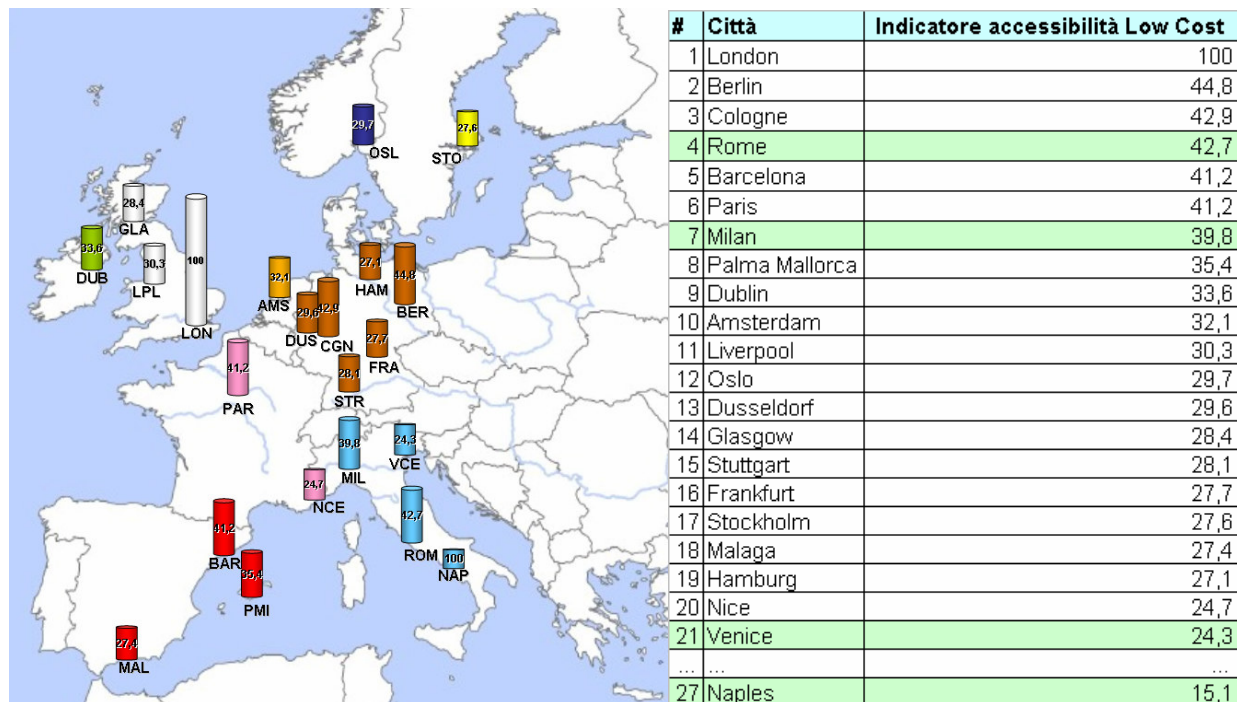 29,7
OSL
27,6
STO
28,4
GLA
33,6
DUB
30,3
LPL
100
LON
32,1
AMS
29,6
DUS
42,9
CGN
27,1
HAM
44,8
BER
27,7
FRA
28,1
STR
41,2
PAR
39,8
MIL
24,3
VCE
24,7
NCE
42,7
ROM
100
NAP
41,2
BAR
35,4
PMI
27,4
MAL
# Città Indicatore accessibilità Low Cost
1 London 100
2 Berlin 44,8
3 Cologne 42,9
4 Rome 42,7
5 Barcelona 41,2
6 Paris 41,2
7 Milan 39,8
8 Palma Mallorca 35,4
9 Dublin 33,6
10 Amsterdam 32,1
11 Liverpool 30,3
12 Oslo 29,7
13 Dusseldorf 29,6
14 Glasgow 28,4
15 Stuttgart 28,1
16 Frankfurt 27,7
17 Stockholm 27,6
18 Malaga 27,4
19 Hamburg 27,1
20 Nice 24,7
21 Venice 24,3
... ... ...
27 Naples 15,1